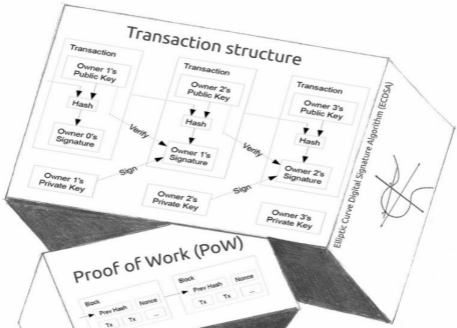 Transaction structure
Transaction
Owner 1's
Public Key
Hash
Owner 0's
Signature
Owner 1's
Private Key
Verify
Sign
Transaction
Owner 2's
Public Key
Hash
Owner 1's
Signature
Owner 2's
Private Key
Verify
Sign
Transaction
Owner 3's
Public Key
Hash
Owner 2's
Signature
Owner 3's
Private Key
Elliptic Curve Digital Signature Algorithm (ECDSA)
Proof of Work (PoW)
Block
Prev Hash
Nonce
Tx
Tx
...
Block
Prev Hash
Nonce
Tx
Tx
...